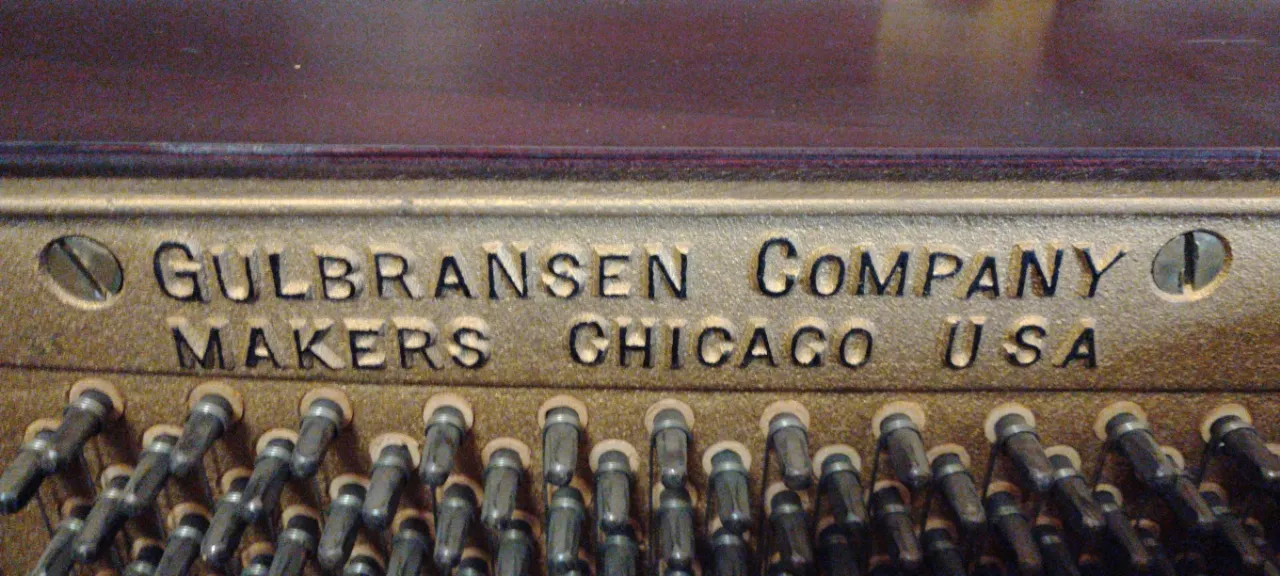 GULBRANSEN COMPANY
MAKERS CHICAGO USA